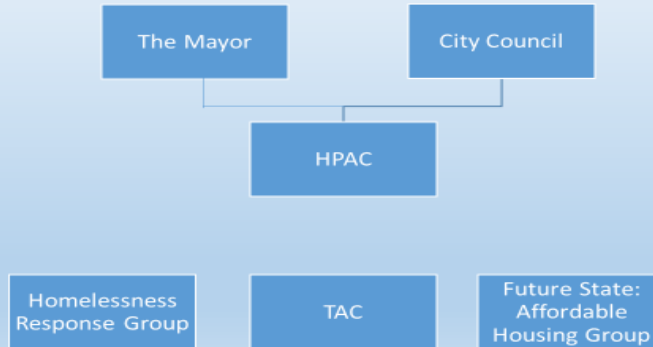 The Mayor
City Council
HPAC
Homelessness
Response Group
TAC
Future State:
Affordable
Housing Group